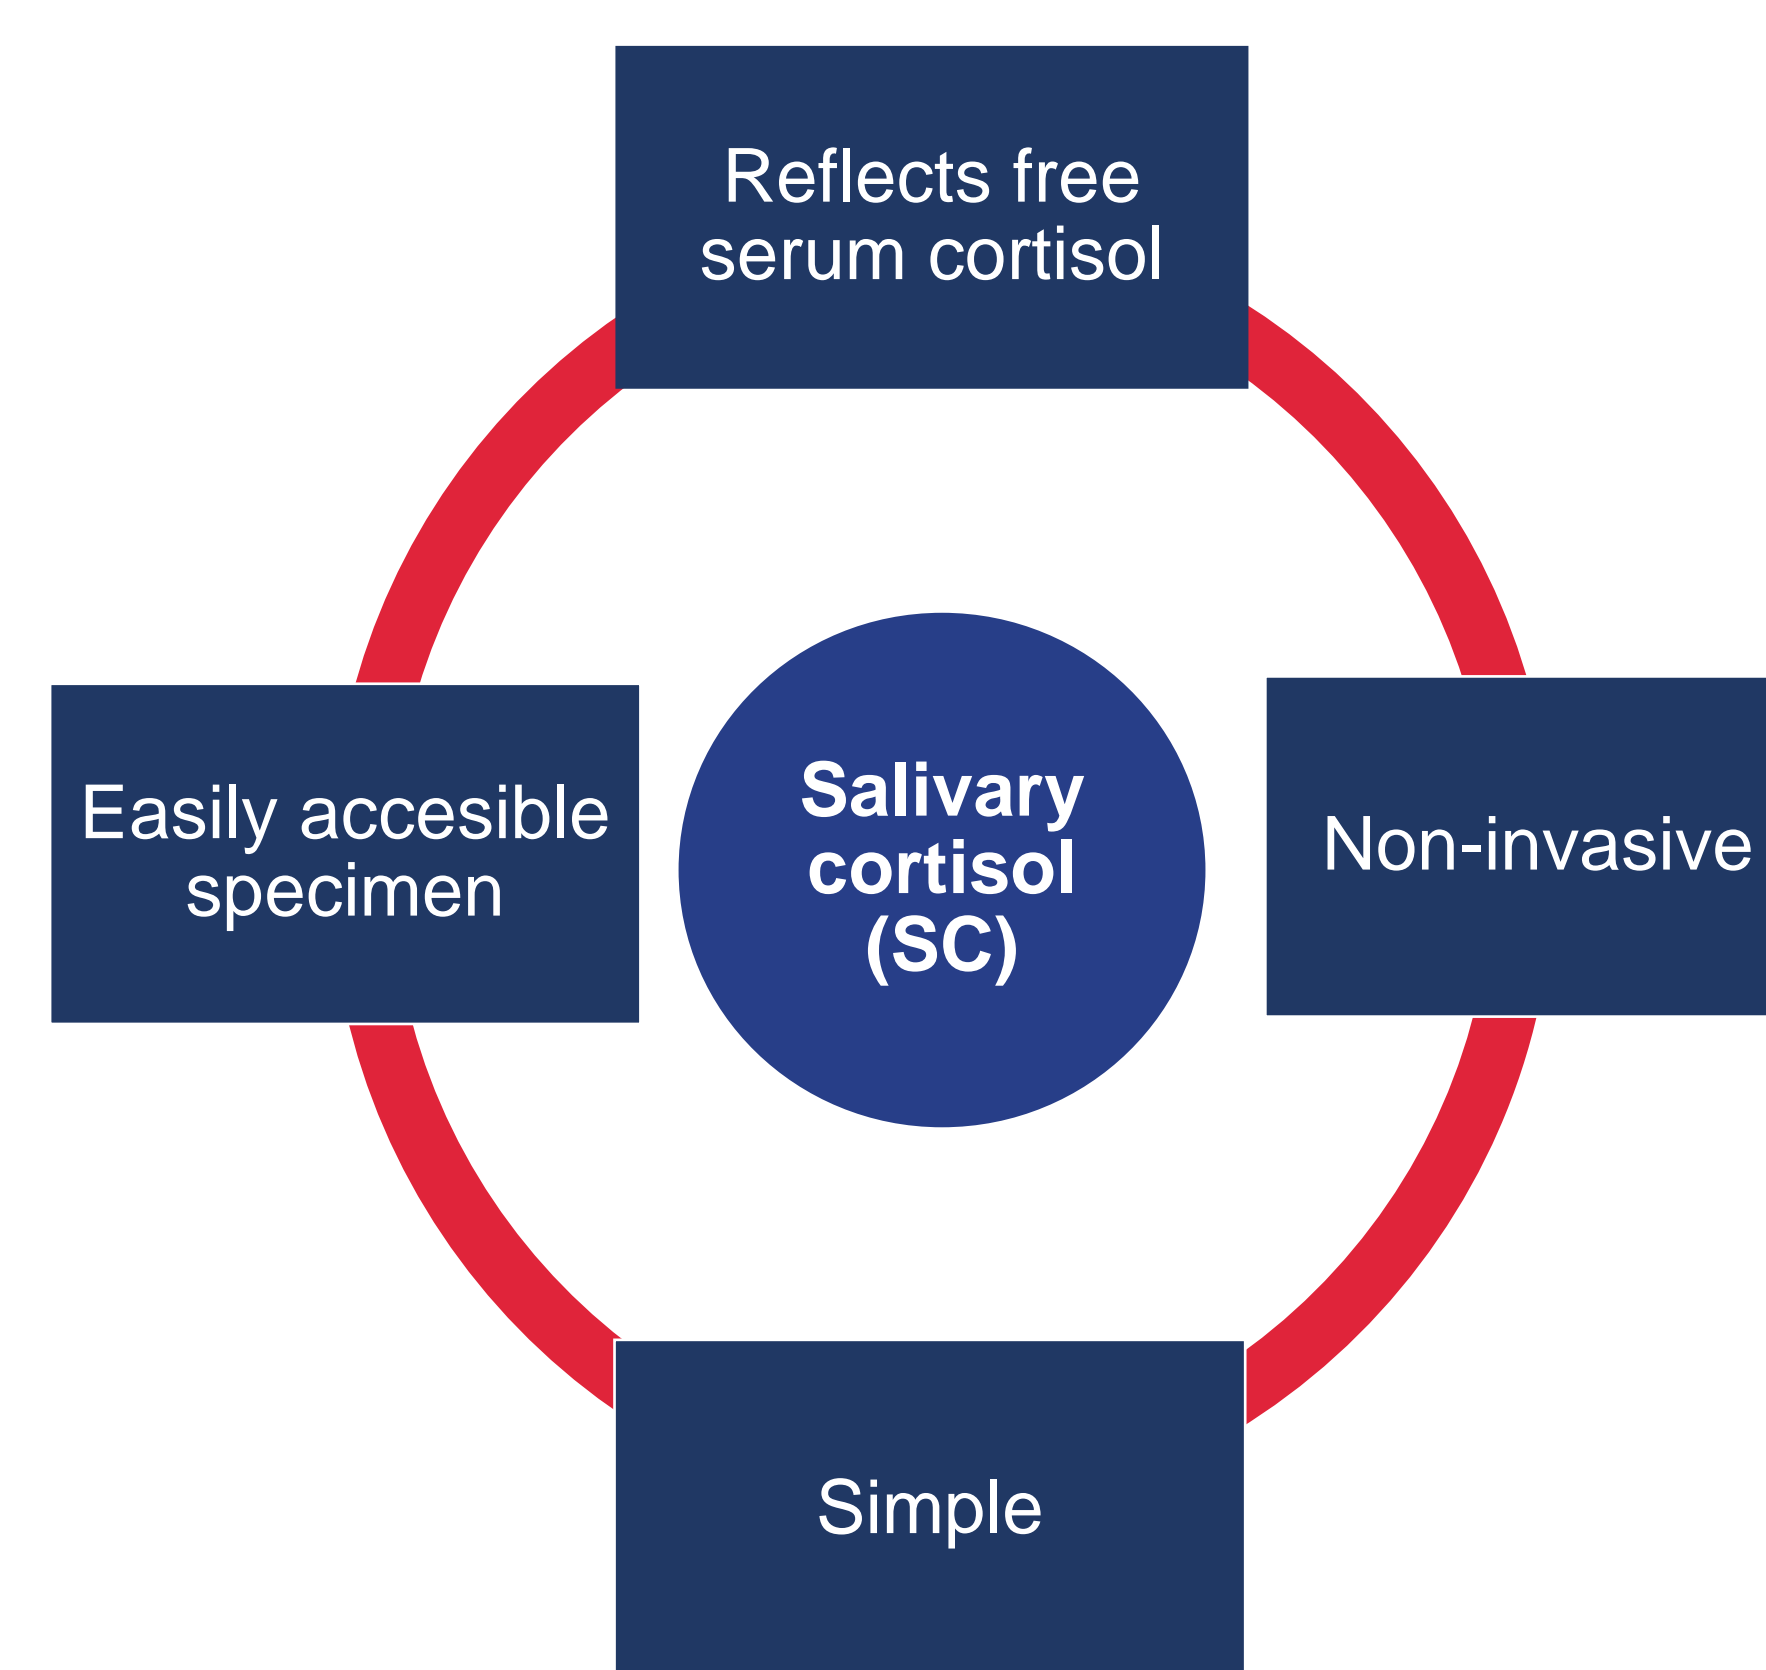 Reflects free
serum cortisol
Easily accesible
specimen
Salivary
cortisol
(SC)
Non-invasive
Simple